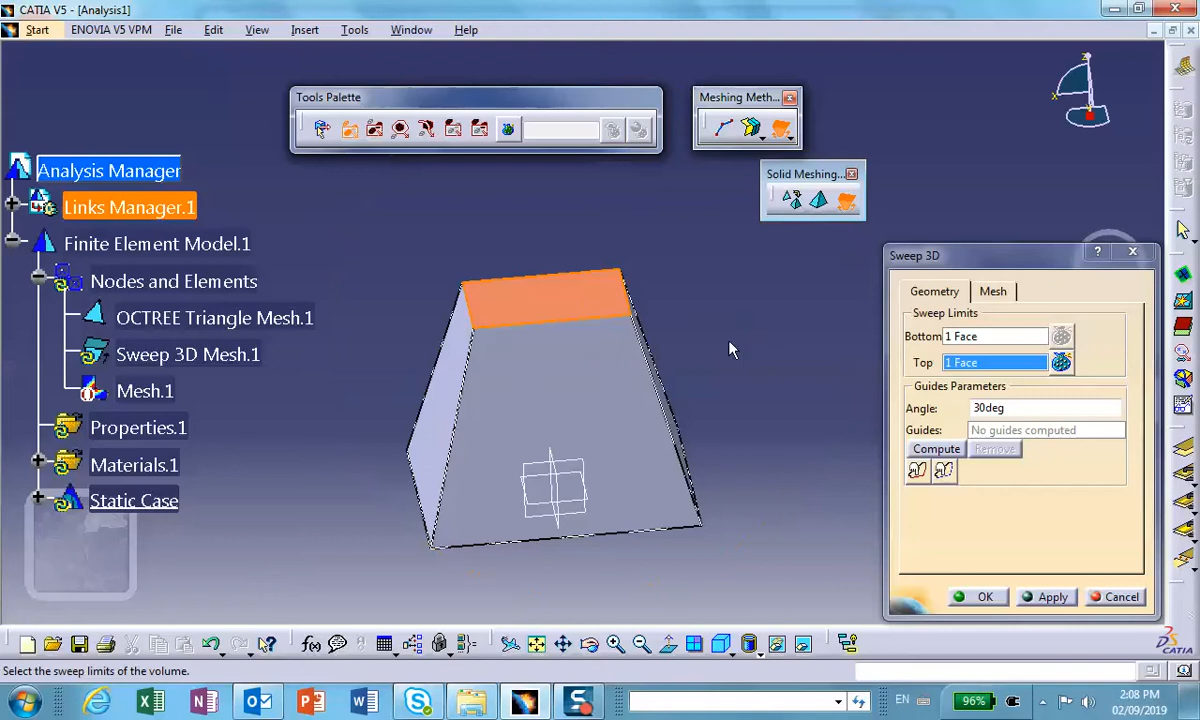 CATIA V5 - [Analysis1]
Start ENOVIA V5 VPM File Edit View Insert Tools Window Help
Tools Palette
Meshing Meth...
Solid Meshing...
Analysis Manager
Links Manager.1
Finite Element Model.1
Nodes and Elements
OCTREE Triangle Mesh.1
Sweep 3D Mesh.1
Mesh.1
Properties.1
Materials.1
Static Case
Sweep 3D
Geometry Mesh
Sweep Limits
Bottom 1 Face
Top 1 Face
Guides Parameters
Angle: 30deg
Guides: No guides computed
Compute Remove
OK Apply Cancel
f(x)
CATIA
Select the sweep limits of the volume.
EN 96% 2:08 PM
02/09/2019